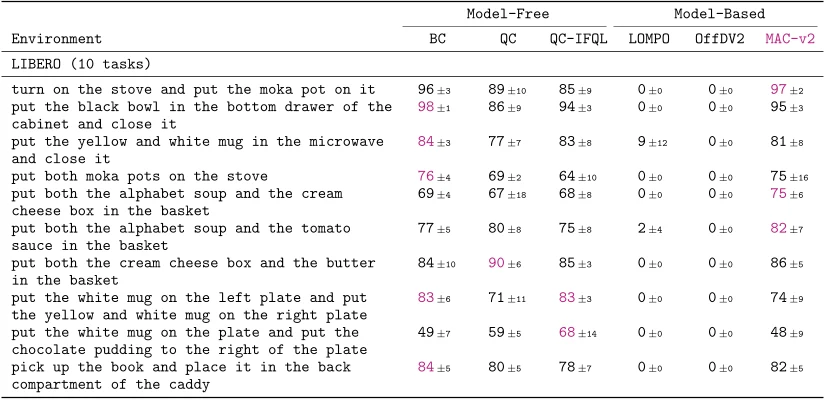 Model-Free Model-Based
Environment BC QC QC-IFQL LOMPO OffDV2 MAC-v2
LIBERO (10 tasks)
turn on the stove and put the moka pot on it 96 ±3 89 ±10 85 ±9 0 ±0 0 ±0 97 ±2
put the black bowl in the bottom drawer of the 98 ±1 86 ±9 94 ±3 0 ±0 0 ±0 95 ±3
cabinet and close it
put the yellow and white mug in the microwave 84 ±3 77 ±7 83 ±8 9 ±12 0 ±0 81 ±8
and close it
put both moka pots on the stove 76 ±4 69 ±2 64 ±10 0 ±0 0 ±0 75 ±16
put both the alphabet soup and the cream 69 ±4 67 ±18 68 ±8 0 ±0 0 ±0 75 ±6
cheese box in the basket
put both the alphabet soup and the tomato 77 ±5 80 ±8 75 ±8 2 ±4 0 ±0 82 ±7
sauce in the basket
put both the cream cheese box and the butter 84 ±10 90 ±6 85 ±3 0 ±0 0 ±0 86 ±5
in the basket
put the white mug on the left plate and put 83 ±6 71 ±11 83 ±3 0 ±0 0 ±0 74 ±9
the yellow and white mug on the right plate
put the white mug on the plate and put the 49 ±7 59 ±5 68 ±14 0 ±0 0 ±0 48 ±9
chocolate pudding to the right of the plate
pick up the book and place it in the back 84 ±5 80 ±5 78 ±7 0 ±0 0 ±0 82 ±5
compartment of the caddy